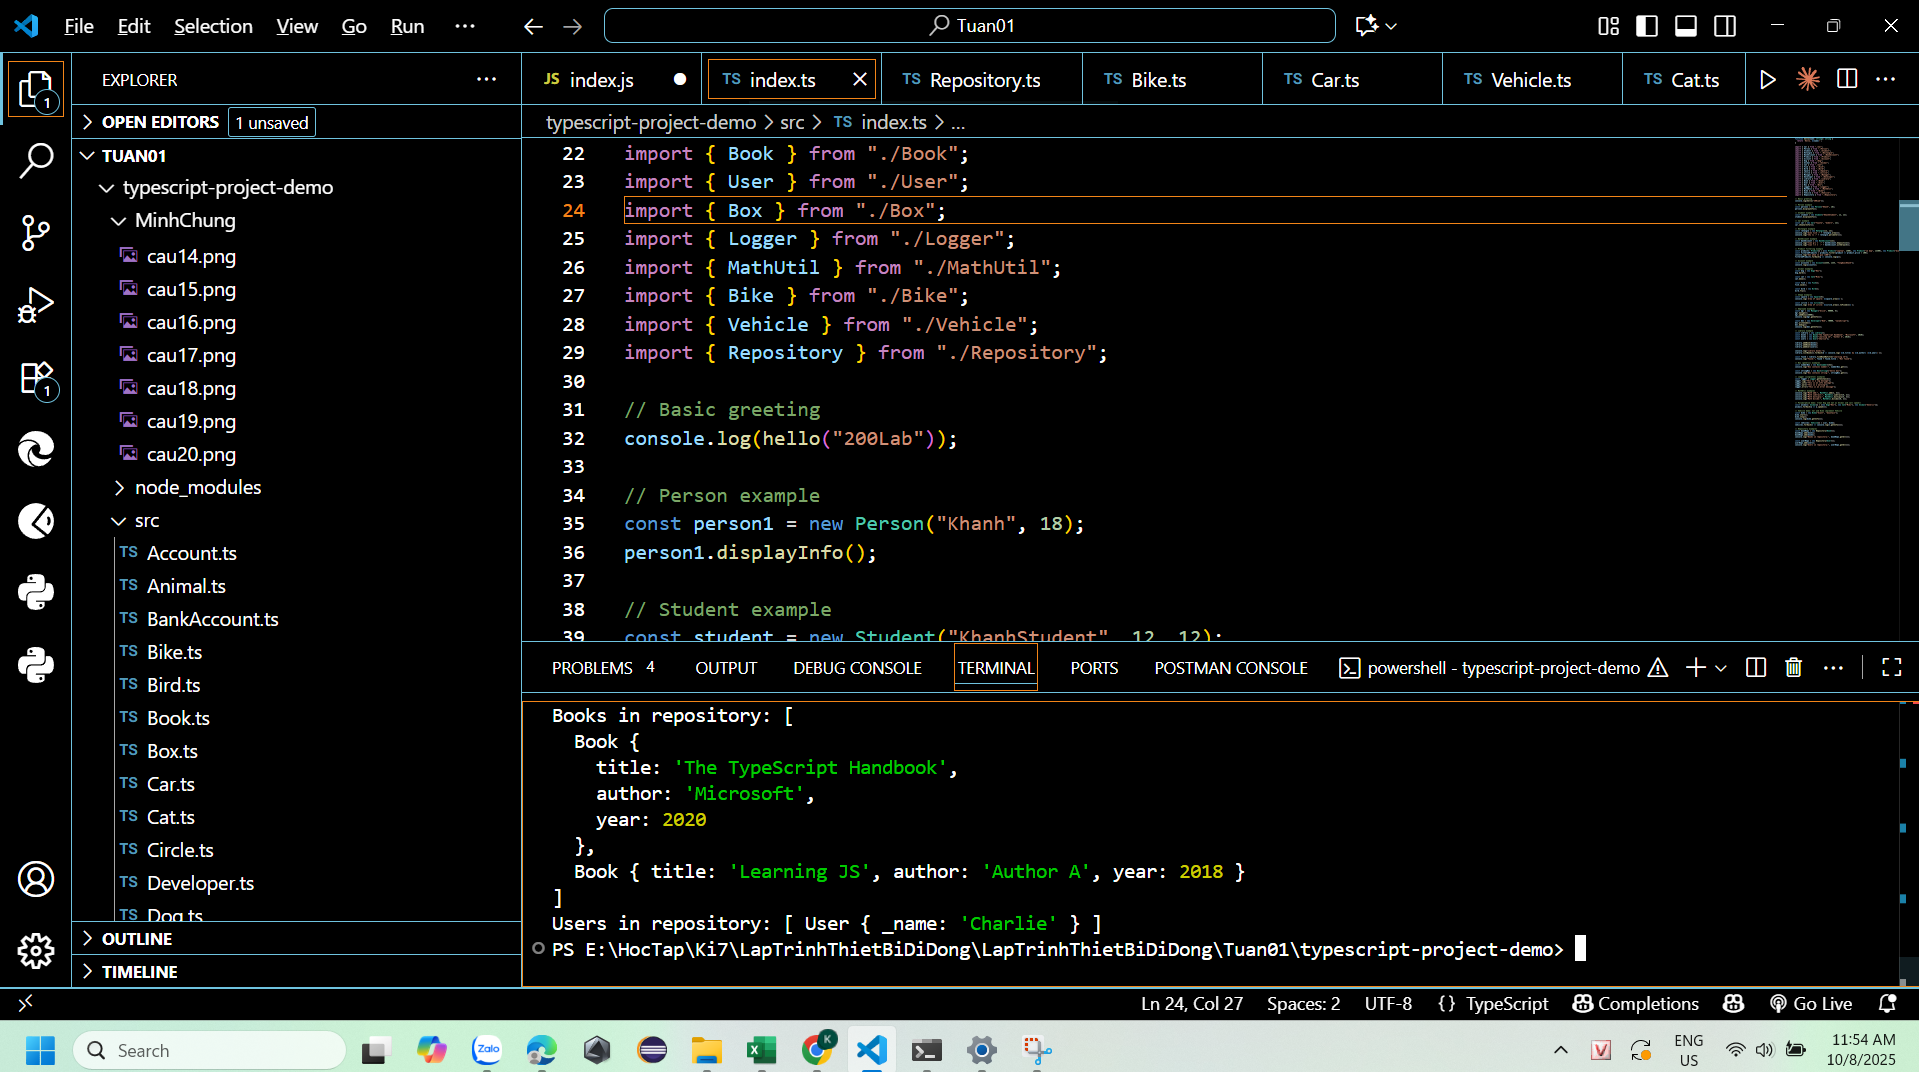 File Edit Selection View Go Run ··· Tuan01
EXPLORER ···
OPEN EDITORS 1 unsaved
TUAN01
typescript-project-demo
MinhChung
cau14.png
cau15.png
cau16.png
cau17.png
cau18.png
cau19.png
cau20.png
node_modules
src
TS Account.ts
TS Animal.ts
TS BankAccount.ts
TS Bike.ts
TS Bird.ts
TS Book.ts
TS Box.ts
TS Car.ts
TS Cat.ts
TS Circle.ts
TS Developer.ts
TS Dog.ts
OUTLINE
TIMELINE
1
1
JS index.js TS index.ts TS Repository.ts TS Bike.ts TS Car.ts TS Vehicle.ts TS Cat.ts ···
typescript-project-demo > src > TS index.ts > ...
22 import { Book } from "./Book";
23 import { User } from "./User";
24 import { Box } from "./Box";
25 import { Logger } from "./Logger";
26 import { MathUtil } from "./MathUtil";
27 import { Bike } from "./Bike";
28 import { Vehicle } from "./Vehicle";
29 import { Repository } from "./Repository";
30
31 // Basic greeting
32 console.log(hello("200Lab"));
33
34 // Person example
35 const person1 = new Person("Khanh", 18);
36 person1.displayInfo();
37
38 // Student example
39 const student = new Student("KhanhStudent", 12, 12);
PROBLEMS 4 OUTPUT DEBUG CONSOLE TERMINAL PORTS POSTMAN CONSOLE powershell - typescript-project-demo ···
Books in repository: [
Book {
title: 'The TypeScript Handbook',
author: 'Microsoft',
year: 2020
},
Book { title: 'Learning JS', author: 'Author A', year: 2018 }
]
Users in repository: [ User { _name: 'Charlie' } ]
PS E:\HocTap\Ki7\LapTrinhThietBiDiDong\LapTrinhThietBiDiDong\Tuan01\typescript-project-demo>
Ln 24, Col 27 Spaces: 2 UTF-8 {} TypeScript Completions Go Live
Search Zalo K ENG US 11:54 AM
10/8/2025